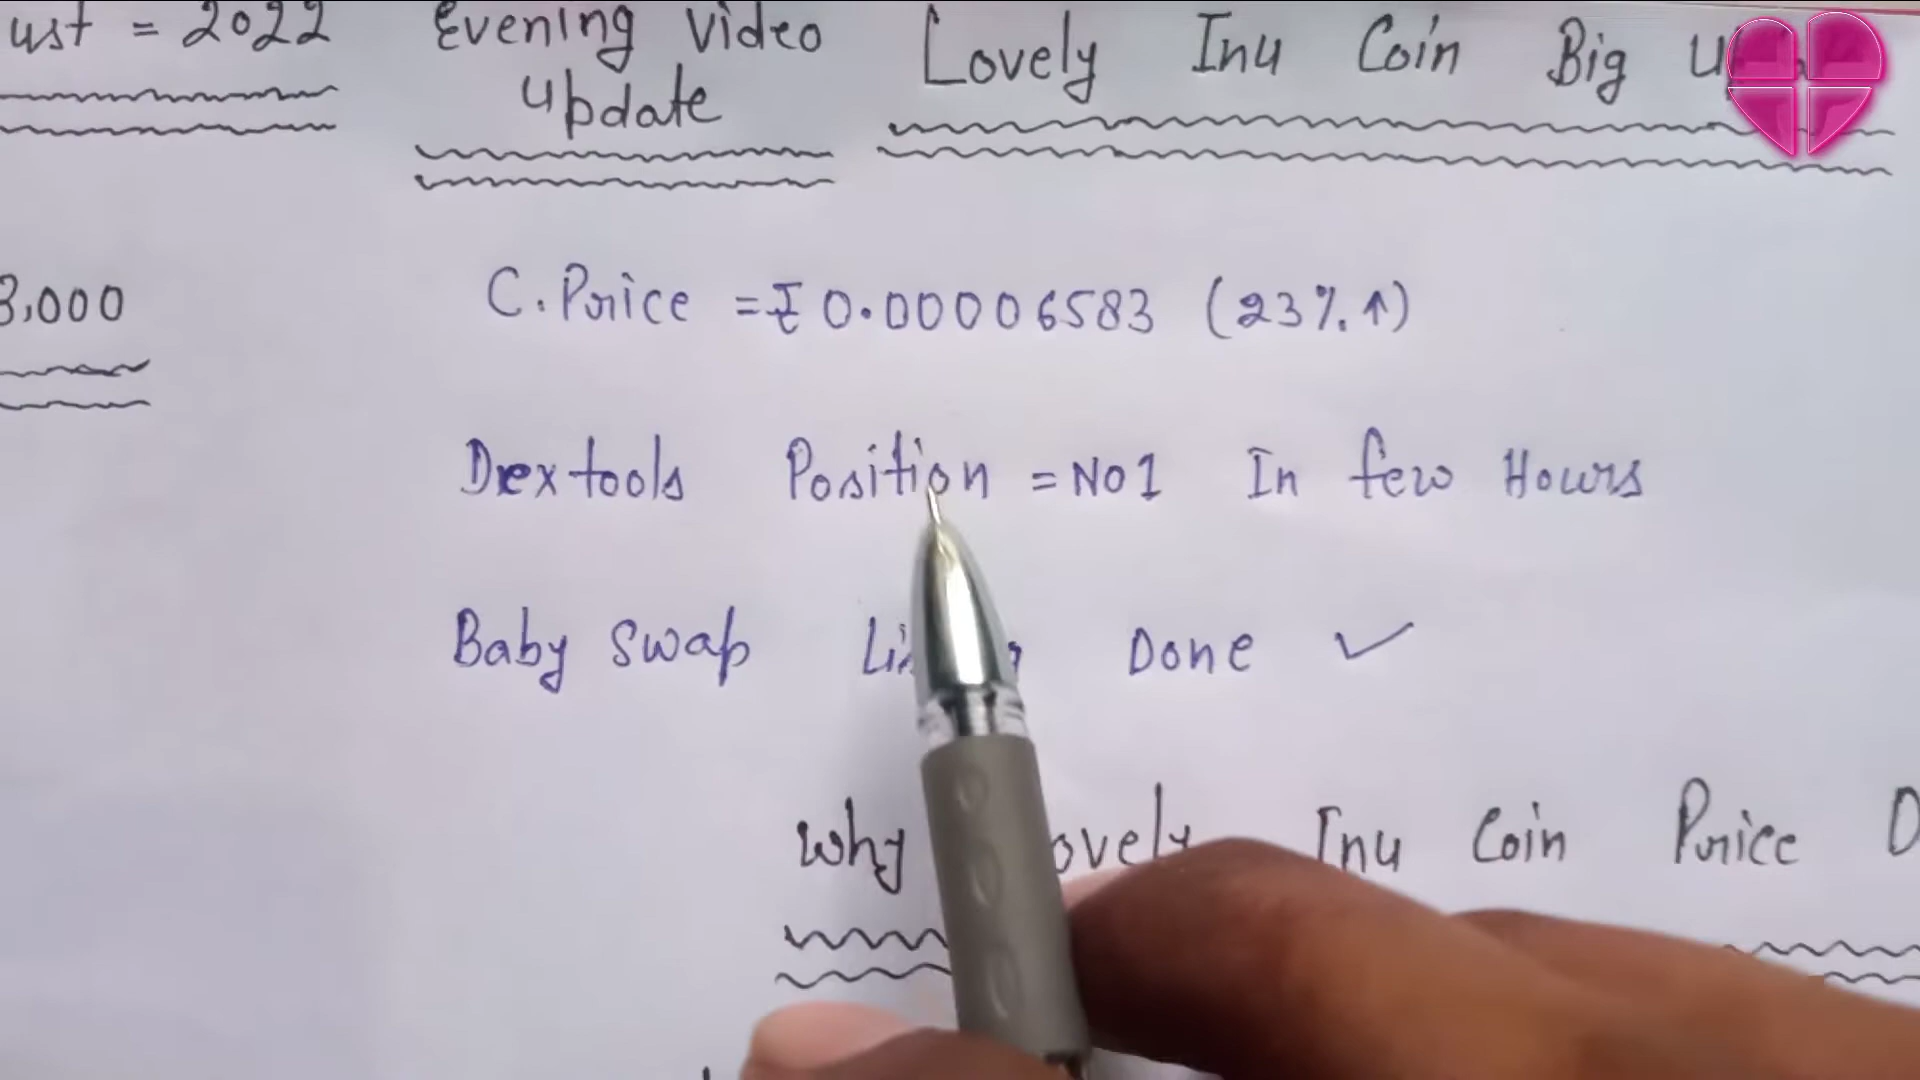 ust = 2022
Evening Video
Update
Lovely Inu Coin Big
3,000
C.Price = ₹ 0.00006583 (23%.↑)
Dextools Position = NO1 In few Hours
Baby Swap Done ✓
Why Inu Coin Price